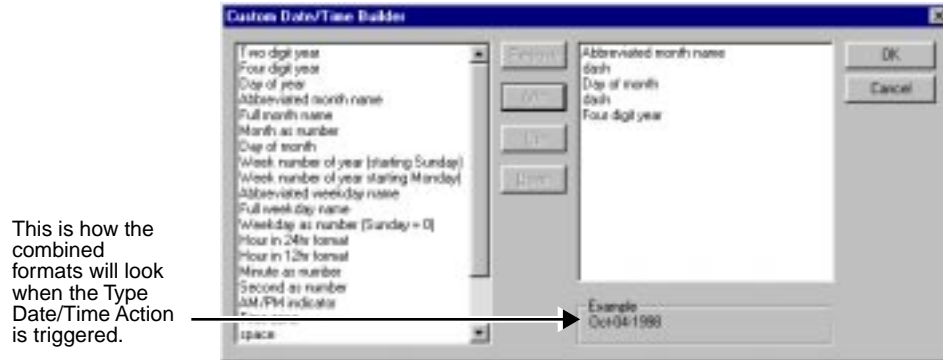 Custom Date/Time Builder
Two digit year
Four digit year
Day of year
Abbreviated month name
Full month name
Month as number
Day of month
Week number of year (starting Sunday)
Week number of year starting Monday(
Abbreviated weekday name
Full weekday name
Weekday as number (Sunday = 0)
Hour in 24hr format
Hour in 12hr format
Minute as number
Second as number
AM/PM indicator
space
Abbreviated month name
dash
Day of month
dash
Four digit year
OK
Cancel
Example
Oct-04-1998
This is how the
combined
formats will look
when the Type
Date/Time Action
is triggered.